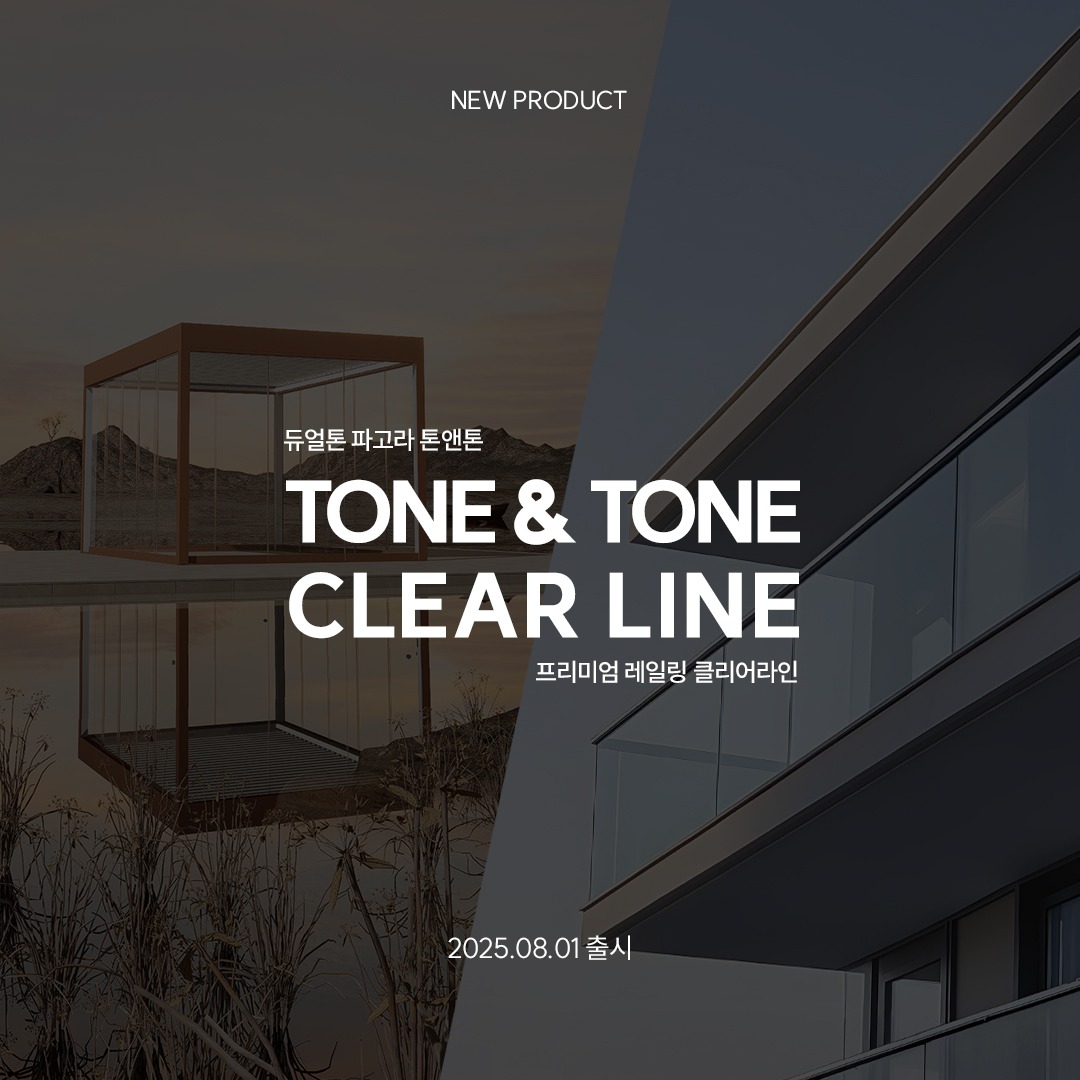 NEW PRODUCT
듀얼톤 파고라 톤앤톤
TONE & TONE
CLEAR LINE
프리미엄 레일링 클리어라인
2025.08.01 출시